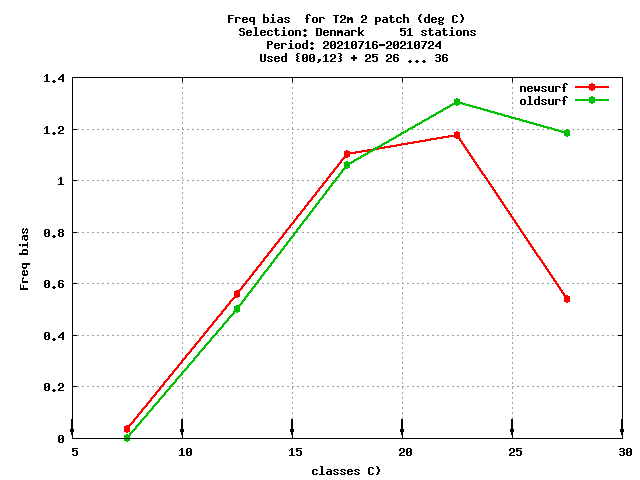 Freq bias  for T2m 2 patch (deg C)
Selection: Denmark     51 stations
Period: 20210716-20210724
Used {00,12} + 25 26 ... 36
newsurf
oldsurf
1.4
1.2
1
0.8
0.6
0.4
0.2
0
Freq bias
5 10 15 20 25 30
classes C)